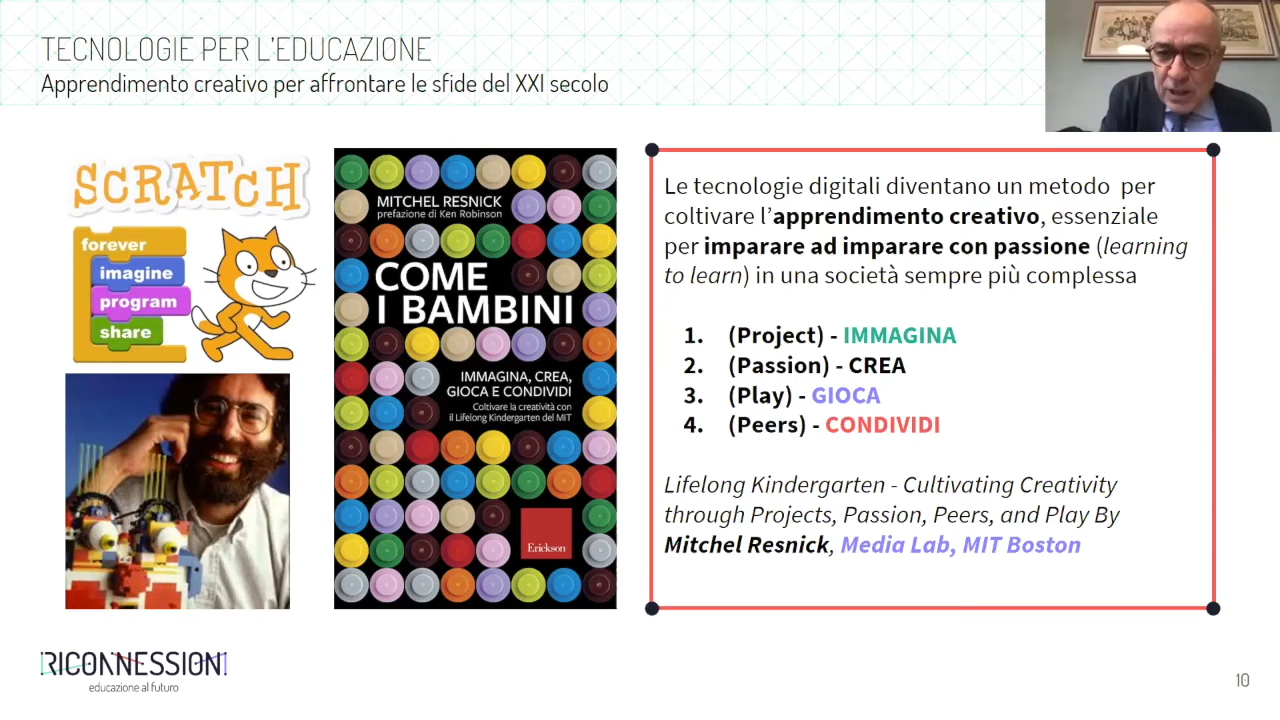 TECNOLOGIE PER L'EDUCAZIONE
Apprendimento creativo per affrontare le sfide del XXI secolo
SCRATCH
forever
imagine
program
share
MITCHEL RESNICK
prefazione di Ken Robinson
COME
I BAMBINI
IMMAGINA, CREA,
GIOCA E CONDIVIDI
Coltivare la creatività con
il Lifelong Kindergarten del MIT
Erickson
Le tecnologie digitali diventano un metodo per
coltivare l'apprendimento creativo, essenziale
per imparare ad imparare con passione (learning
to learn) in una società sempre più complessa
1. (Project) - IMMAGINA
2. (Passion) - CREA
3. (Play) - GIOCA
4. (Peers) - CONDIVIDI
Lifelong Kindergarten - Cultivating Creativity
through Projects, Passion, Peers, and Play By
Mitchel Resnick, Media Lab, MIT Boston
RICONNESSIONI
educazione al futuro
10